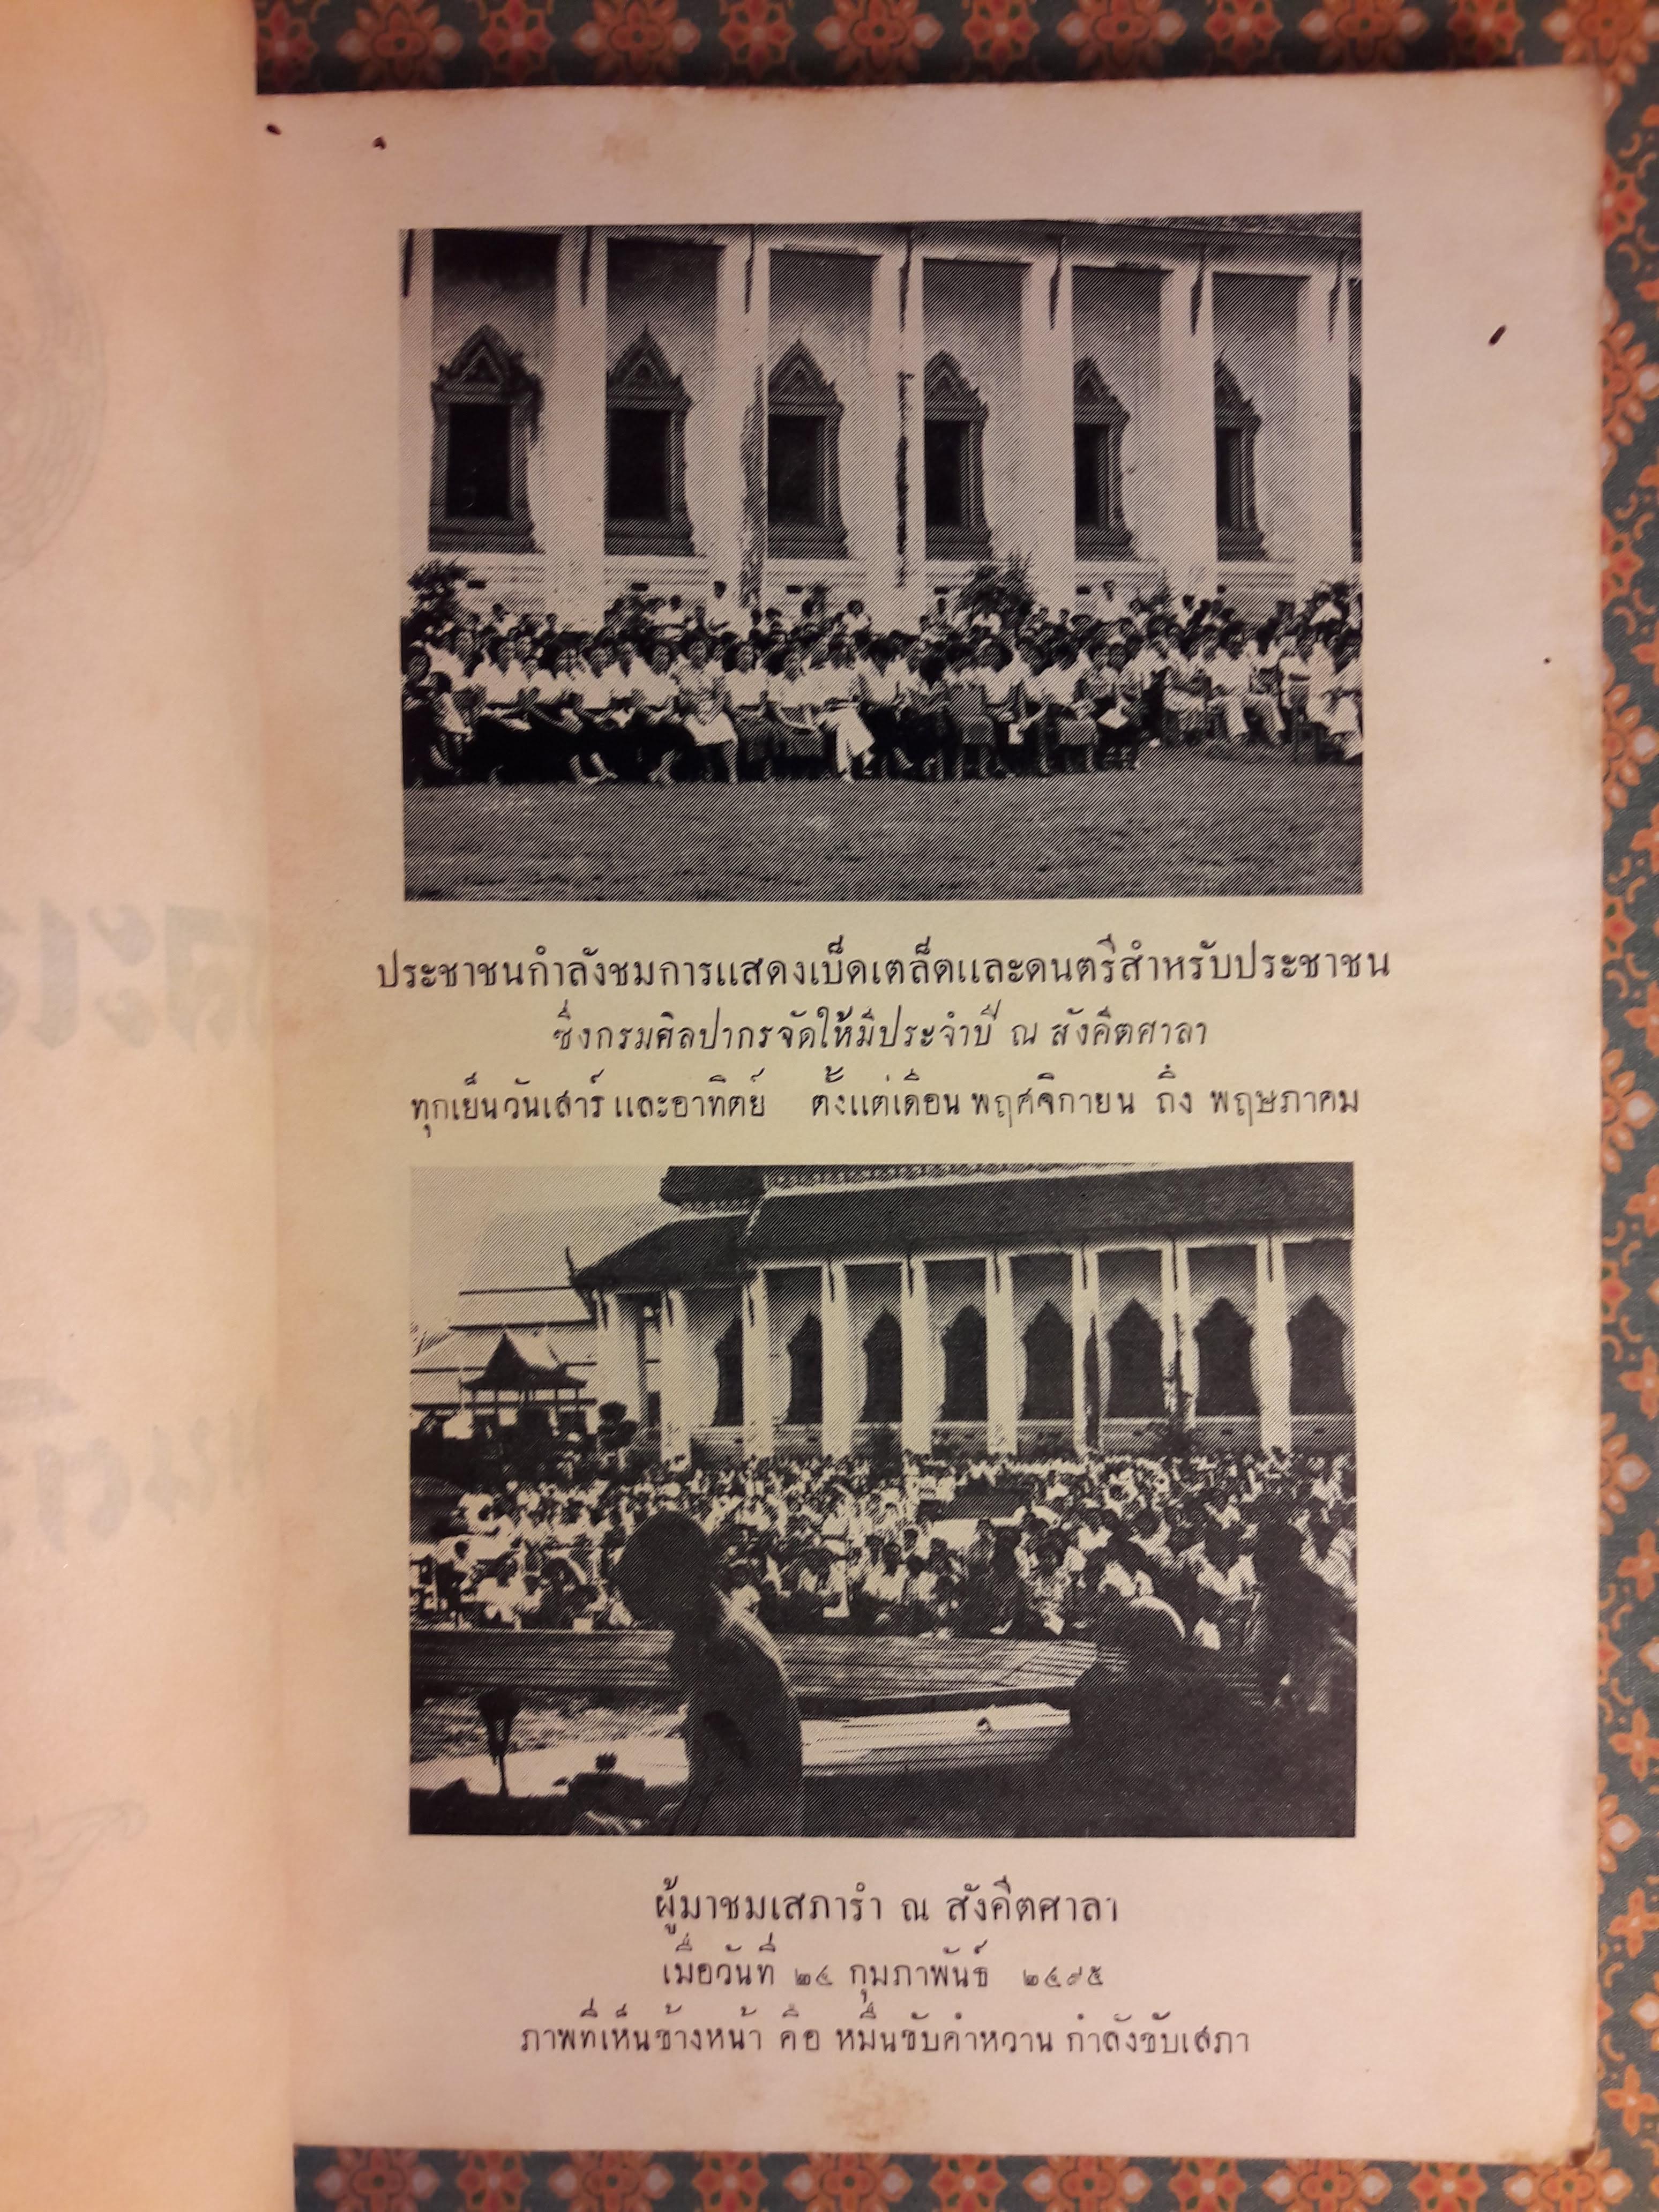 ประชาชนกำลังชมการแสดงเบ็ดเตล็ดและดนตรีสำหรับประชาชน
ซึ่งกรมศิลปากรจัดให้มีประจำปี ณ สังคีตศาลา
ทุกเย็นวันเสาร์ และอาทิตย์ ตั้งแต่เดือน พฤศจิกายน ถึง พฤษภาคม
ผู้มาชมเสภารำ ณ สังคีตศาลา
เมื่อวันที่ ๒๔ กุมภาพันธ์ ๒๔๙๕
ภาพที่เห็นข้างหน้า คือ หมื่นขับคำหวาน กำลังขับเสภา